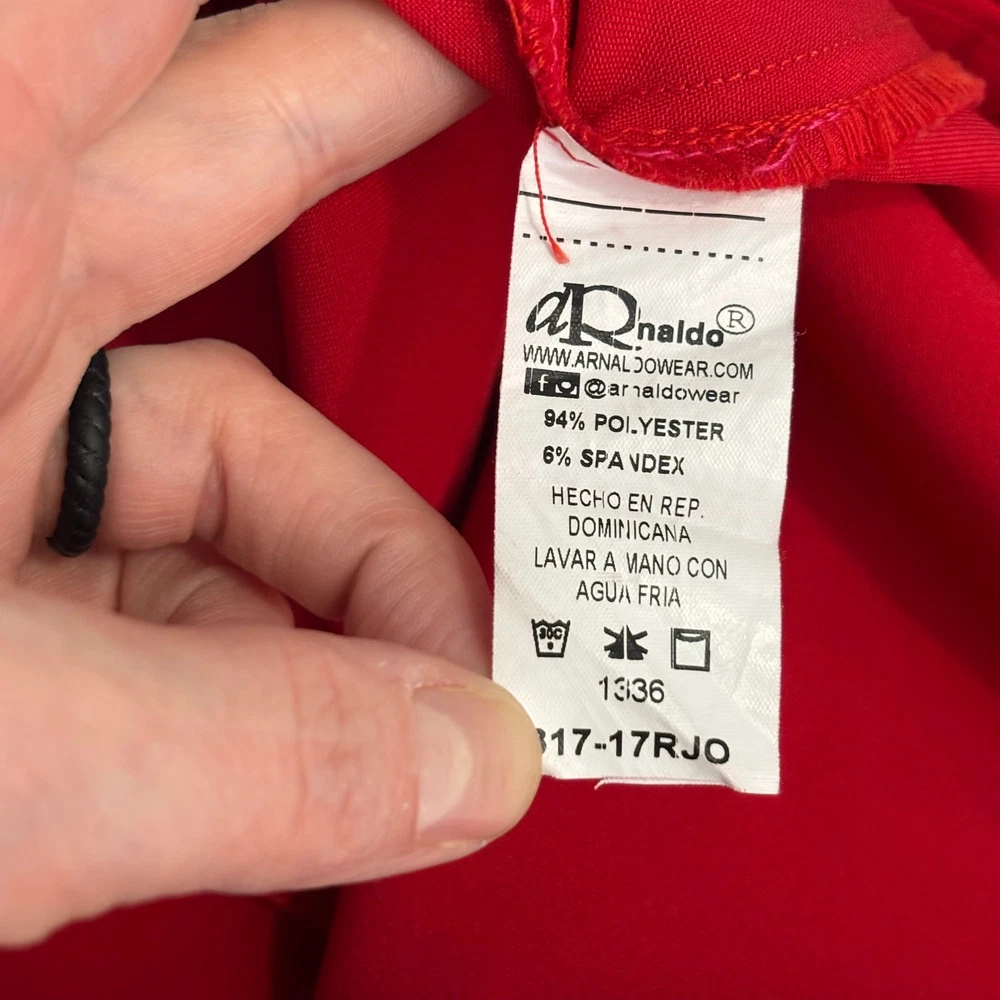 aRnaldo®
WWW.ARNALDOWEAR.COM
@arnaldowear
94% POLYESTER
6% SPANDEX
HECHO EN REP.
DOMINICANA
LAVAR A MANO CON
AGUA FRIA
30C
1336
17-17RJO